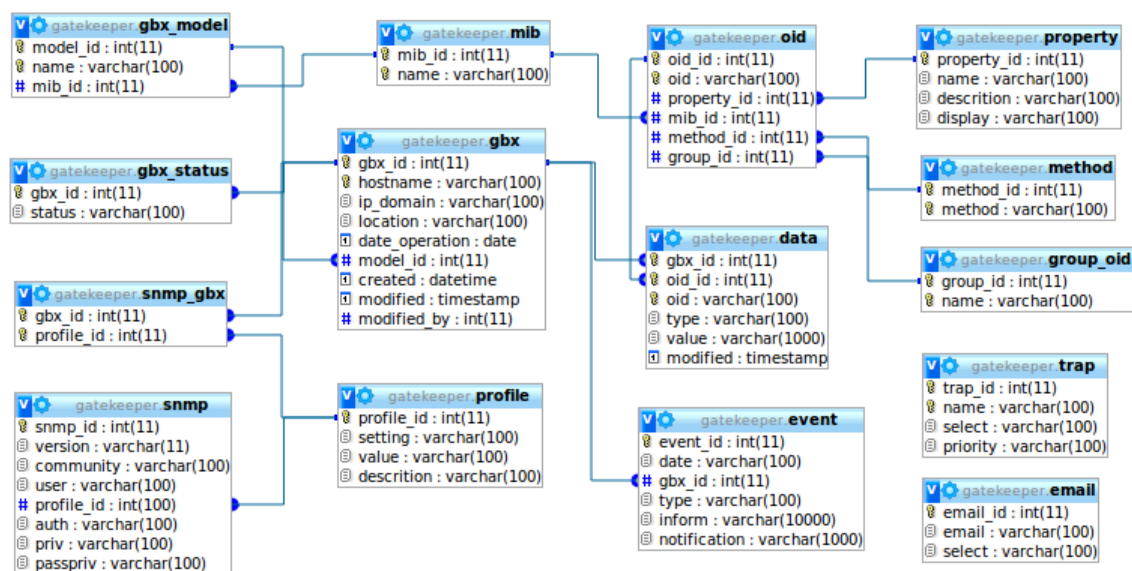 gatekeeper.gbx_model
model_id : int(11)
name : varchar(100)
# mib_id : int(11)
gatekeeper.mib
mib_id : int(11)
name : varchar(100)
gatekeeper.oid
oid_id : int(11)
oid : varchar(100)
# property_id : int(11)
# mib_id : int(11)
# method_id : int(11)
# group_id : int(11)
gatekeeper.property
property_id : int(11)
name : varchar(100)
descrition : varchar(100)
display : varchar(100)
gatekeeper.gbx_status
gbx_id : int(11)
status : varchar(100)
gatekeeper.gbx
gbx_id : int(11)
hostname : varchar(100)
ip_domain : varchar(100)
location : varchar(100)
date_operation : date
# model_id : int(11)
created : datetime
modified : timestamp
# modified_by : int(11)
gatekeeper.method
method_id : int(11)
method : varchar(100)
gatekeeper.data
gbx_id : int(11)
oid_id : int(11)
oid : varchar(100)
type : varchar(100)
value : varchar(1000)
modified : timestamp
gatekeeper.group_oid
group_id : int(11)
name : varchar(100)
gatekeeper.snmp_gbx
gbx_id : int(11)
profile_id : int(11)
gatekeeper.trap
trap_id : int(11)
name : varchar(100)
select : varchar(100)
priority : varchar(100)
gatekeeper.snmp
snmp_id : int(11)
version : varchar(11)
community : varchar(100)
user : varchar(100)
# profile_id : int(100)
auth : varchar(100)
priv : varchar(100)
passpriv : varchar(100)
gatekeeper.profile
profile_id : int(11)
setting : varchar(100)
value : varchar(100)
descrition : varchar(100)
gatekeeper.event
event_id : int(11)
date : varchar(100)
# gbx_id : int(11)
type : varchar(100)
inform : varchar(10000)
notification : varchar(1000)
gatekeeper.email
email_id : int(11)
email : varchar(100)
select : varchar(100)